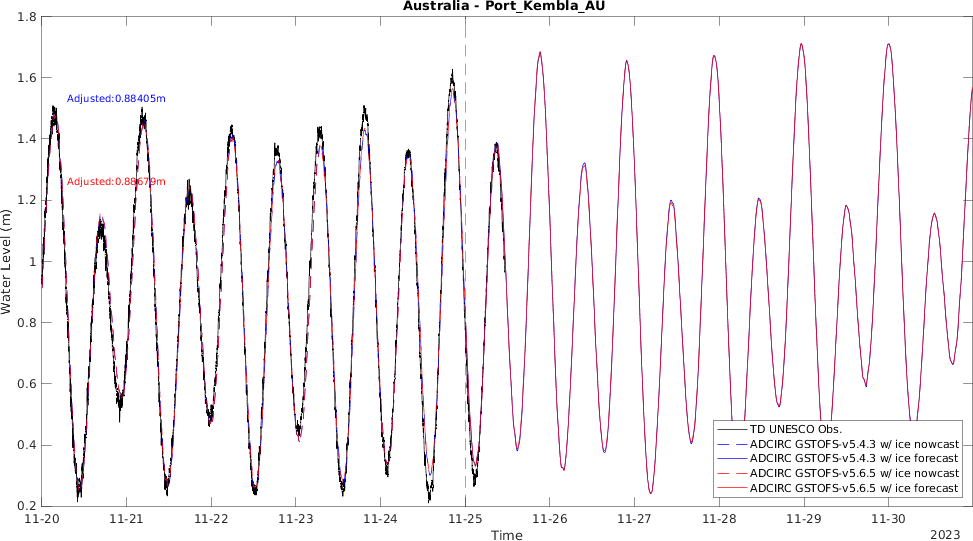 Australia - Port_Kembla_AU
1.8
1.6
1.4
1.2
1
0.8
0.6
0.4
0.2
Water Level (m)
Adjusted:0.88405m
Adjusted:0.88679m
TD UNESCO Obs.
ADCIRC GSTOFS-v5.4.3 w/ ice nowcast
ADCIRC GSTOFS-v5.4.3 w/ ice forecast
ADCIRC GSTOFS-v5.6.5 w/ ice nowcast
ADCIRC GSTOFS-v5.6.5 w/ ice forecast
11-20 11-21 11-22 11-23 11-24 11-25 11-26 11-27 11-28 11-29 11-30
Time
2023